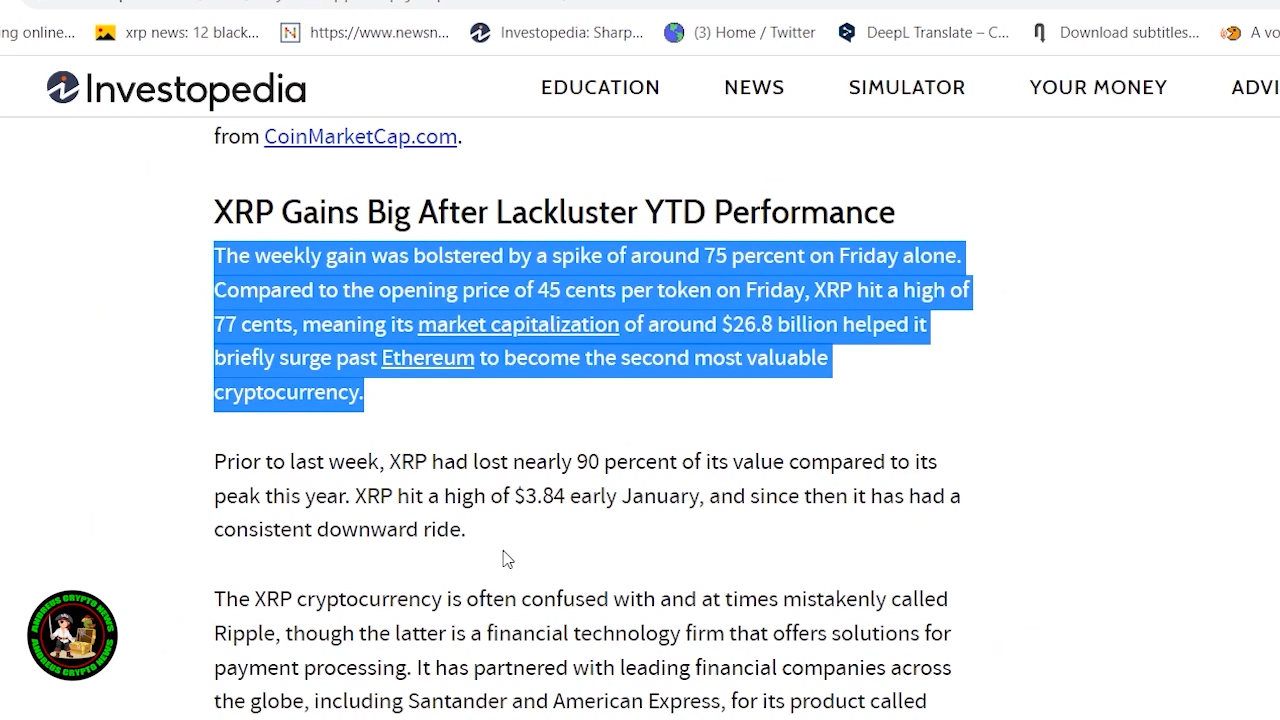 ing online...
xrp news: 12 black...
https://www.newsn...
Investopedia: Sharp...
(3) Home / Twitter
DeepL Translate – C...
Download subtitles...
A vo
Investopedia
EDUCATION
NEWS
SIMULATOR
YOUR MONEY
ADVI
from CoinMarketCap.com.
XRP Gains Big After Lackluster YTD Performance
The weekly gain was bolstered by a spike of around 75 percent on Friday alone.
Compared to the opening price of 45 cents per token on Friday, XRP hit a high of
77 cents, meaning its market capitalization of around $26.8 billion helped it
briefly surge past Ethereum to become the second most valuable
cryptocurrency.
Prior to last week, XRP had lost nearly 90 percent of its value compared to its
peak this year. XRP hit a high of $3.84 early January, and since then it has had a
consistent downward ride.
The XRP cryptocurrency is often confused with and at times mistakenly called
Ripple, though the latter is a financial technology firm that offers solutions for
payment processing. It has partnered with leading financial companies across
the globe, including Santander and American Express, for its product called
ANDREUS CRYPTO NEWS
ANDREUS CRYPTO NEWS